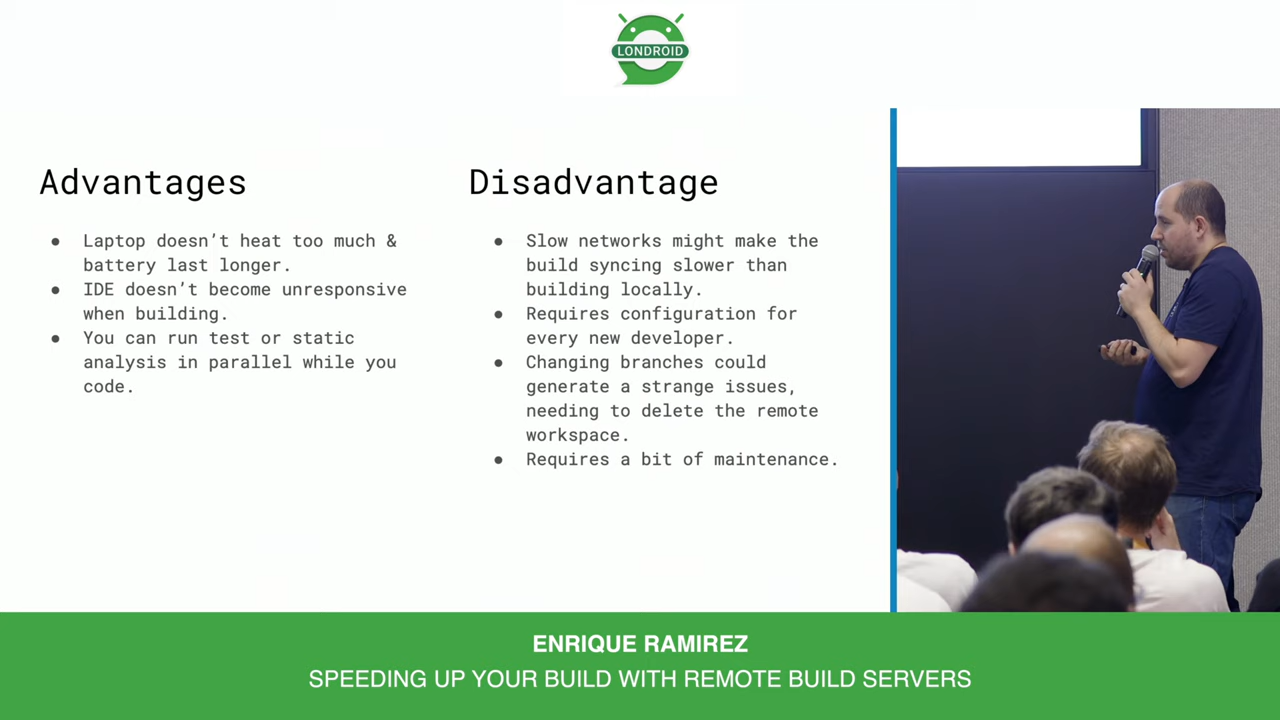 LONDROID
Advantages
● Laptop doesn’t heat too much &
battery last longer.
● IDE doesn’t become unresponsive
when building.
● You can run test or static
analysis in parallel while you
code.
Disadvantage
● Slow networks might make the
build syncing slower than
building locally.
● Requires configuration for
every new developer.
● Changing branches could
generate a strange issues,
needing to delete the remote
workspace.
● Requires a bit of maintenance.
ENRIQUE RAMIREZ
SPEEDING UP YOUR BUILD WITH REMOTE BUILD SERVERS